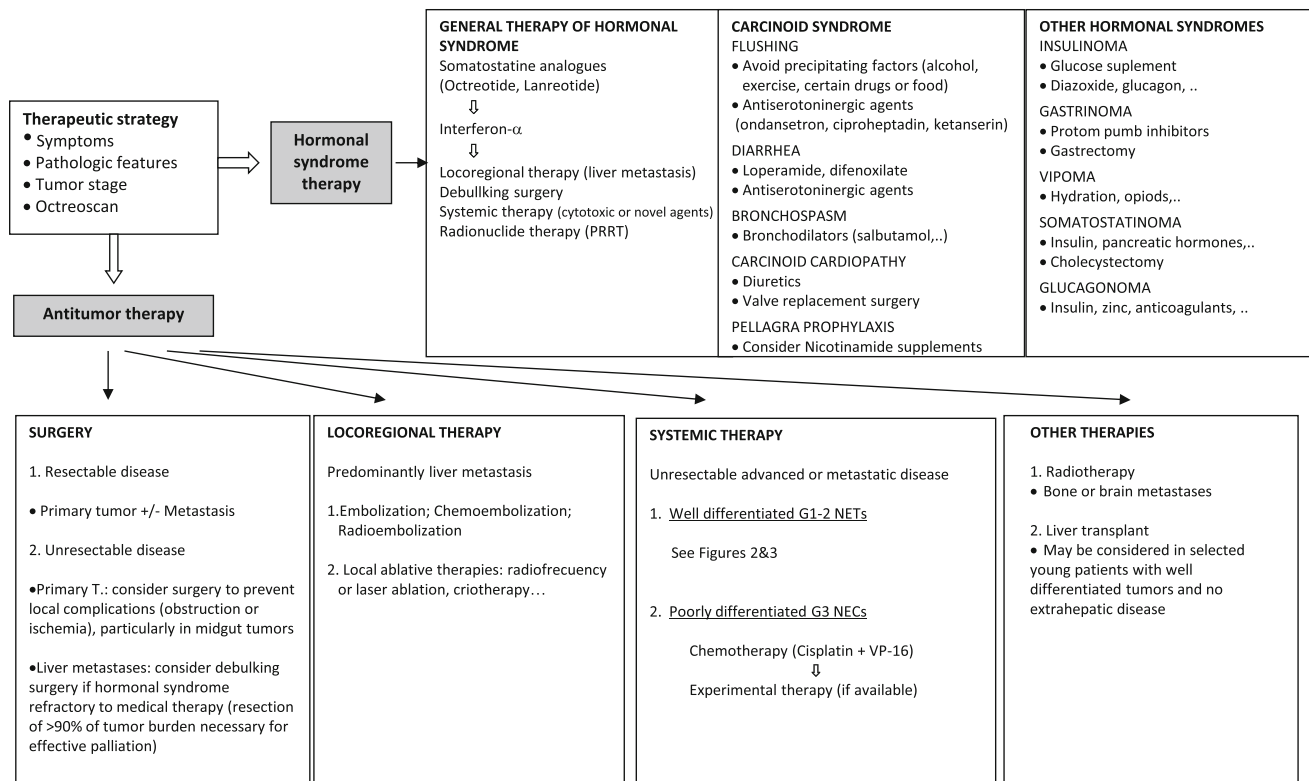 Therapeutic strategy
• Symptoms
• Pathologic features
• Tumor stage
• Octreoscan
Hormonal
syndrome
therapy
GENERAL THERAPY OF HORMONAL
SYNDROME
Somatostatine analogues
(Octreotide, Lanreotide)
⇩
Interferon-α
⇩
Locoregional therapy (liver metastasis)
Debullking surgery
Systemic therapy (cytotoxic or novel agents)
Radionuclide therapy (PRRT)
CARCINOID SYNDROME
FLUSHING
• Avoid precipitating factors (alcohol,
exercise, certain drugs or food)
• Antiserotoninergic agents
(ondansetron, ciproheptadin, ketanserin)
DIARRHEA
• Loperamide, difenoxilate
• Antiserotoninergic agents
BRONCHOSPASM
• Bronchodilators (salbutamol,..)
CARCINOID CARDIOPATHY
• Diuretics
• Valve replacement surgery
PELLAGRA PROPHYLAXIS
• Consider Nicotinamide supplements
OTHER HORMONAL SYNDROMES
INSULINOMA
• Glucose suplement
• Diazoxide, glucagon, ..
GASTRINOMA
• Protom pumb inhibitors
• Gastrectomy
VIPOMA
• Hydration, opiods,..
SOMATOSTATINOMA
• Insulin, pancreatic hormones,..
• Cholecystectomy
GLUCAGONOMA
• Insulin, zinc, anticoagulants, ..
Antitumor therapy
SURGERY
1. Resectable disease
• Primary tumor +/- Metastasis
2. Unresectable disease
•Primary T.: consider surgery to prevent
local complications (obstruction or
ischemia), particularly in midgut tumors
•Liver metastases: consider debulking
surgery if hormonal syndrome
refractory to medical therapy (resection
of >90% of tumor burden necessary for
effective palliation)
LOCOREGIONAL THERAPY
Predominantly liver metastasis
1.Embolization; Chemoembolization;
Radioembolization
2. Local ablative therapies: radiofrecuency
or laser ablation, criotherapy…
SYSTEMIC THERAPY
Unresectable advanced or metastatic disease
1. Well differentiated G1-2 NETs
See Figures 2&3
2. Poorly differentiated G3 NECs
Chemotherapy (Cisplatin + VP-16)
⇩
Experimental therapy (if available)
OTHER THERAPIES
1. Radiotherapy
• Bone or brain metastases
2. Liver transplant
• May be considered in selected
young patients with well
differentiated tumors and no
extrahepatic disease